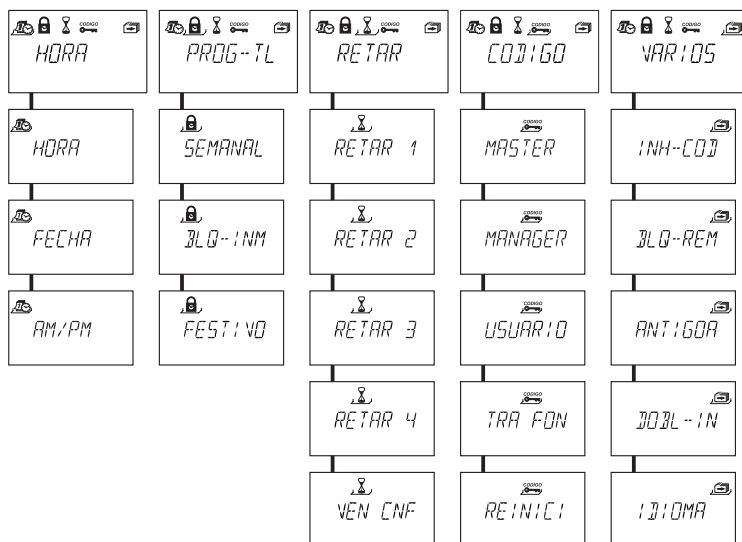 CODIGO
HORA
CODIGO
PROG--TL
CODIGO
RETAR
CODIGO
CODIGO
CODIGO
VARIOS
HORA
SEMANAL
RETAR 1
CODIGO
MASTER
INH--COD
FECHA
BLQ--INM
RETAR 2
CODIGO
MANAGER
BLQ--REM
AM/PM
FESTIVO
RETAR 3
CODIGO
USUARIO
ANTIGOA
RETAR 4
CODIGO
TRA FON
DOBL--IN
VEN CNF
CODIGO
REINICI
IDIOMA